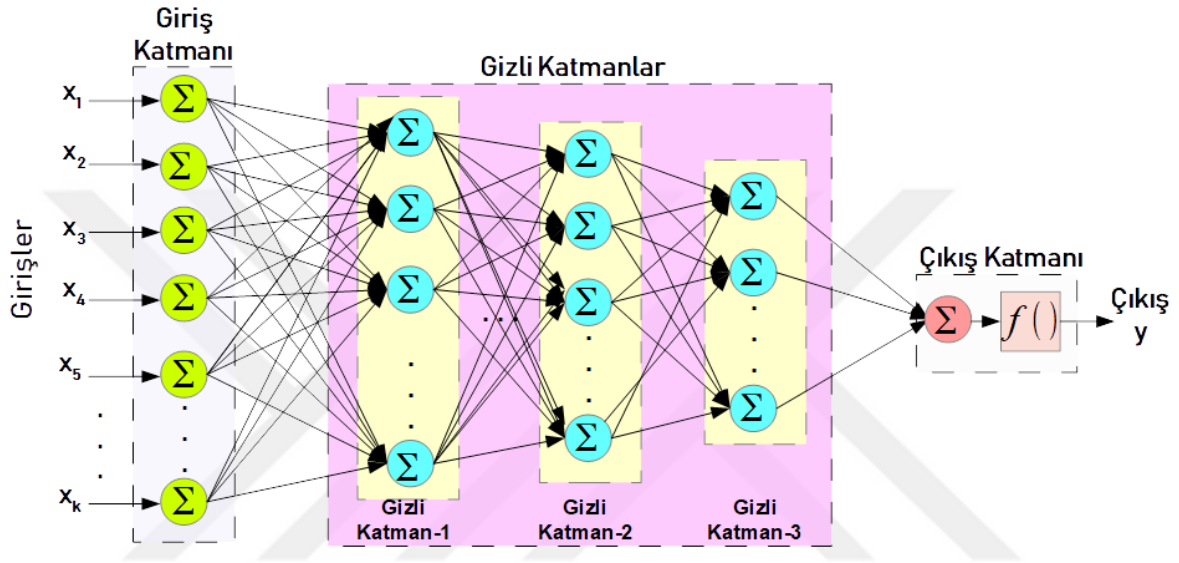 Giriş
Katmanı
Gizli Katmanlar
Girişler
x1
x2
x3
x4
x5
. .
. . .
. . .
xk
Σ
Σ
Σ
Σ
Σ
Σ
Σ
Σ
Σ
.
.
.
Σ
. . .
Σ
Σ
Σ
.
.
.
Σ
Σ
Σ
.
.
.
Σ
Gizli
Katman-1
Gizli
Katman-2
Gizli
Katman-3
Çıkış Katmanı
Σ
f ( )
Çıkış
y